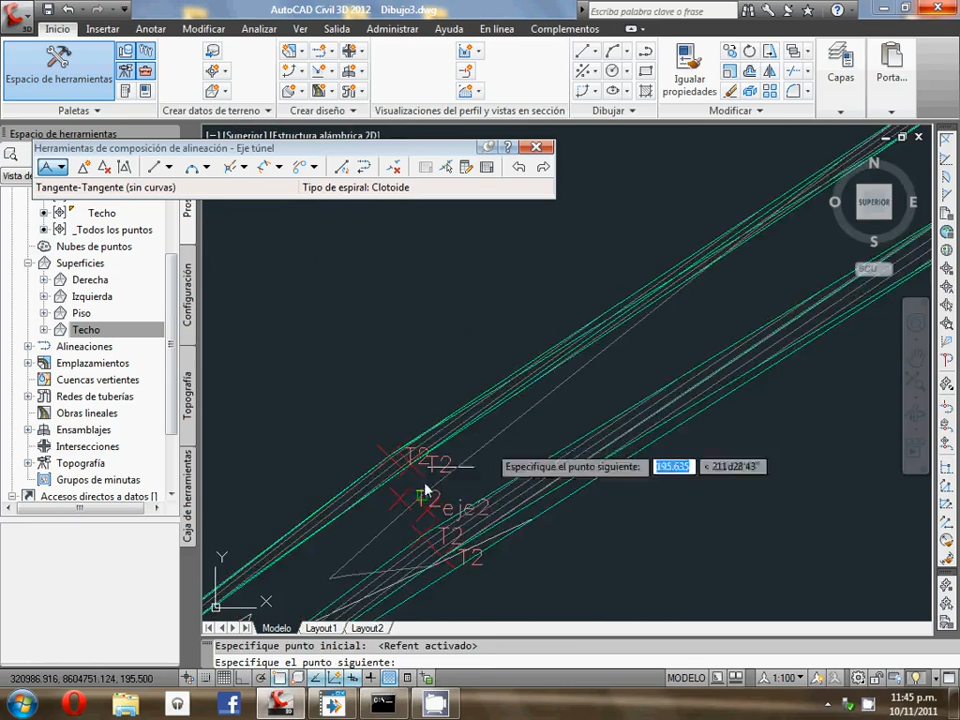 AutoCAD Civil 3D 2012 Dibujo3.dwg
Escriba palabra clave o frase
Inicio Insertar Anotar Modificar Analizar Ver Salida Administrar Ayuda En línea Complementos
Espacio de herramientas
Igualar propiedades
Capas
Porta...
Paletas
Crear datos de terreno
Crear diseño
Visualizaciones del perfil y vistas en sección
Dibujar
Modificar
Espacio de herramientas
[-][Superior][Estructura alámbrica 2D]
Herramientas de composición de alineación - Eje túnel
Tangente-Tangente (sin curvas)
Tipo de espiral: Clotoide
Techo
_Todos los puntos
Nubes de puntos
Superficies
Derecha
Izquierda
Piso
Techo
Alineaciones
Emplazamientos
Cuencas vertientes
Redes de tuberías
Obras lineales
Ensamblajes
Intersecciones
Topografía
Grupos de minutas
Accesos directos a datos []
Configuración
Topografía
Caja de herramientas
N
O
SUPERIOR
E
S
T2
T2
T2
eje2
T2
T2
Especifique el punto siguiente:
195.635
< 211d28'43"
Y
X
Modelo Layout1 Layout2
Especifique punto inicial: <Refent activado>
Especifique el punto siguiente:
320986.916, 8604751.124, 195.500
MODELO
1:100
11:45 p.m.
10/11/2011